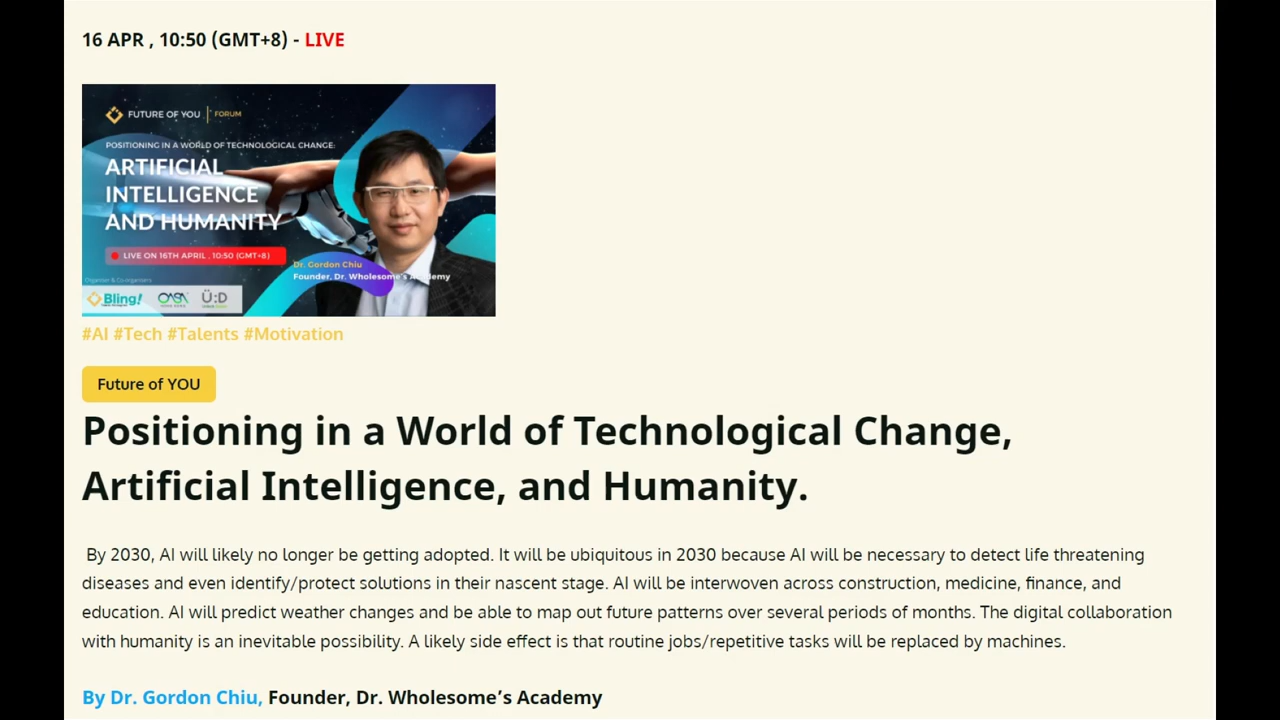 16 APR , 10:50 (GMT+8) - LIVE
FUTURE OF YOU | FORUM
POSITIONING IN A WORLD OF TECHNOLOGICAL CHANGE:
ARTIFICIAL
INTELLIGENCE
AND HUMANITY
LIVE ON 16TH APRIL , 10:50 (GMT+8)
Dr. Gordon Chiu
Founder, Dr. Wholesome's Academy
Organiser & Co-organisers
Bling!
OASA
Ü:D
#AI #Tech #Talents #Motivation
Future of YOU
Positioning in a World of Technological Change,
Artificial Intelligence, and Humanity.
By 2030, AI will likely no longer be getting adopted. It will be ubiquitous in 2030 because AI will be necessary to detect life threatening
diseases and even identify/protect solutions in their nascent stage. AI will be interwoven across construction, medicine, finance, and
education. AI will predict weather changes and be able to map out future patterns over several periods of months. The digital collaboration
with humanity is an inevitable possibility. A likely side effect is that routine jobs/repetitive tasks will be replaced by machines.
By Dr. Gordon Chiu, Founder, Dr. Wholesome's Academy